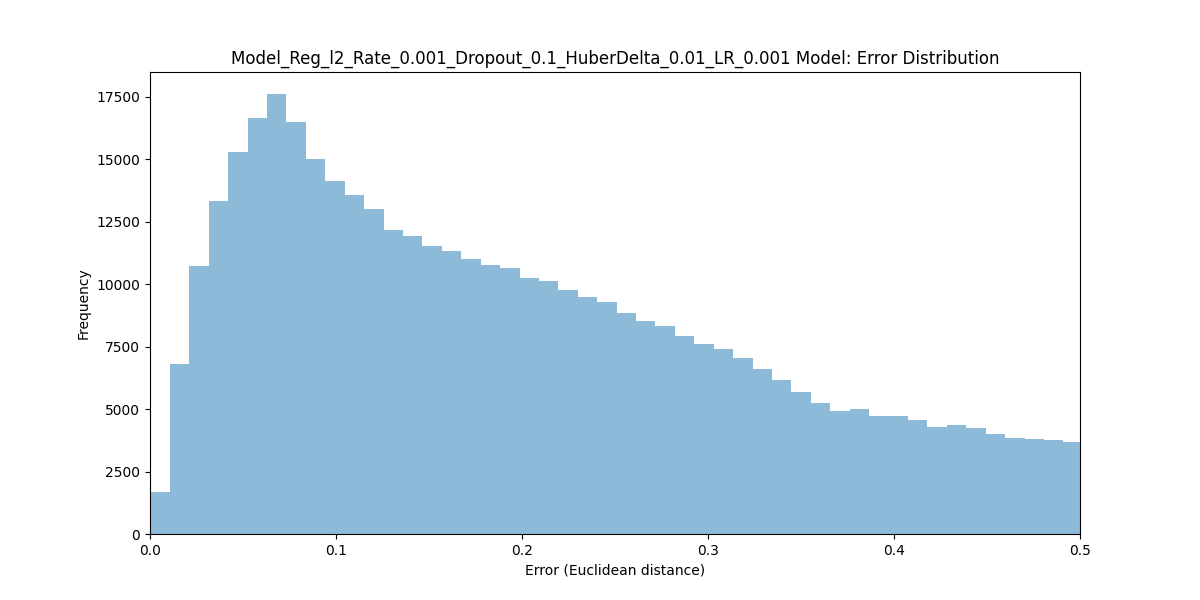 Model_Reg_l2_Rate_0.001_Dropout_0.1_HuberDelta_0.01_LR_0.001 Model: Error Distribution
17500
15000
12500
10000
7500
5000
2500
0
Frequency
0.0 0.1 0.2 0.3 0.4 0.5
Error (Euclidean distance)